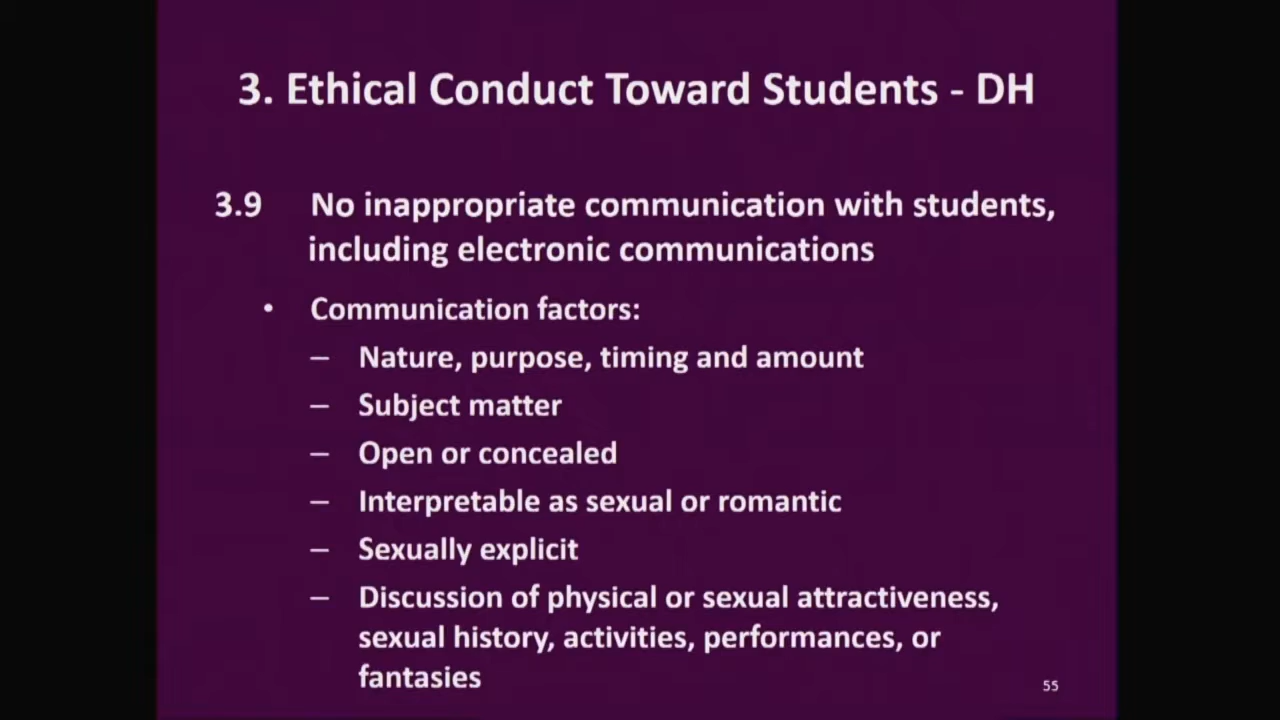 3. Ethical Conduct Toward Students - DH
3.9 No inappropriate communication with students,
including electronic communications
• Communication factors:
– Nature, purpose, timing and amount
– Subject matter
– Open or concealed
– Interpretable as sexual or romantic
– Sexually explicit
– Discussion of physical or sexual attractiveness,
sexual history, activities, performances, or
fantasies
55